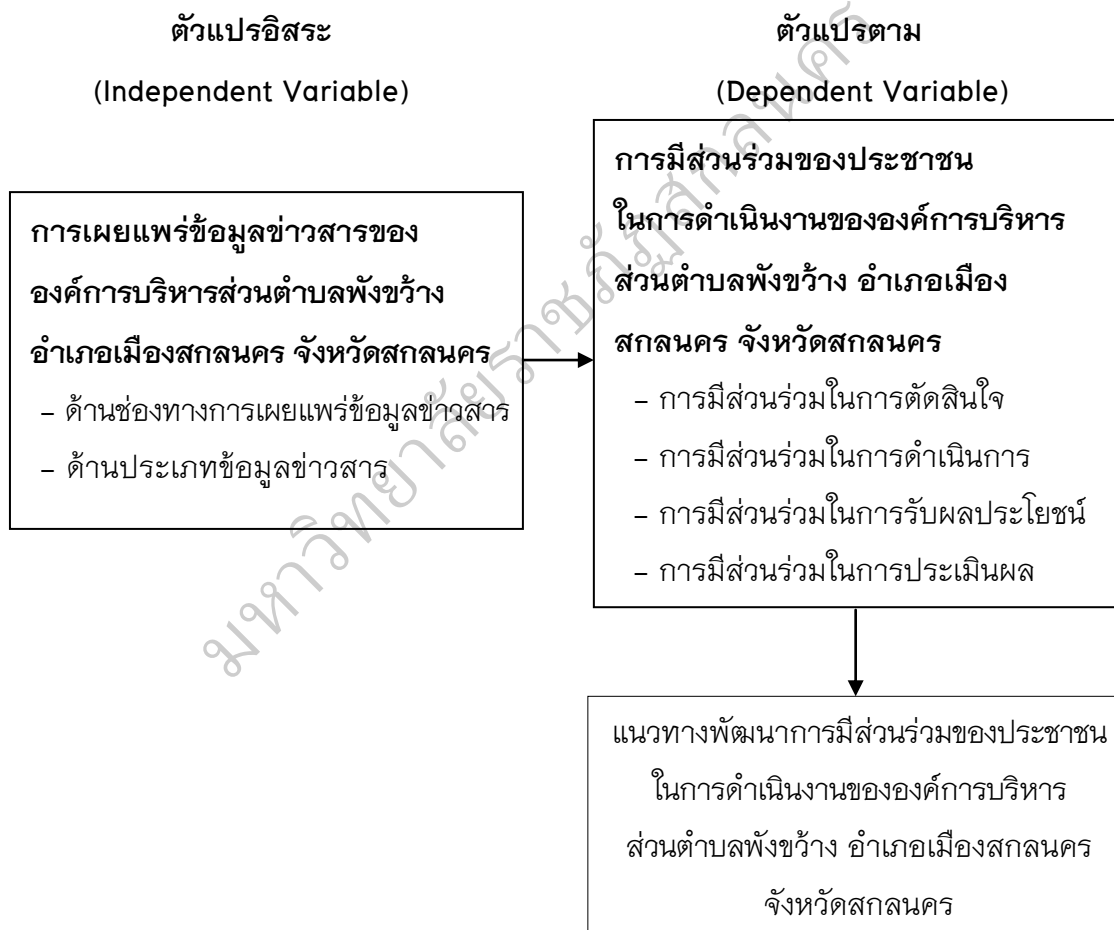 ตัวแปรอิสระ
(Independent Variable)
การเผยแพร่ข้อมูลข่าวสารของ
องค์การบริหารส่วนตำบลพังขว้าง
อำเภอเมืองสกลนคร จังหวัดสกลนคร
– ด้านช่องทางการเผยแพร่ข้อมูลข่าวสาร
– ด้านประเภทข้อมูลข่าวสาร
ตัวแปรตาม
(Dependent Variable)
การมีส่วนร่วมของประชาชน
ในการดำเนินงานขององค์การบริหาร
ส่วนตำบลพังขว้าง อำเภอเมือง
สกลนคร จังหวัดสกลนคร
– การมีส่วนร่วมในการตัดสินใจ
– การมีส่วนร่วมในการดำเนินการ
– การมีส่วนร่วมในการรับผลประโยชน์
– การมีส่วนร่วมในการประเมินผล
แนวทางพัฒนาการมีส่วนร่วมของประชาชน
ในการดำเนินงานขององค์การบริหาร
ส่วนตำบลพังขว้าง อำเภอเมืองสกลนคร
จังหวัดสกลนคร
มหาวิทยาลัยราชภัฏสกลนคร